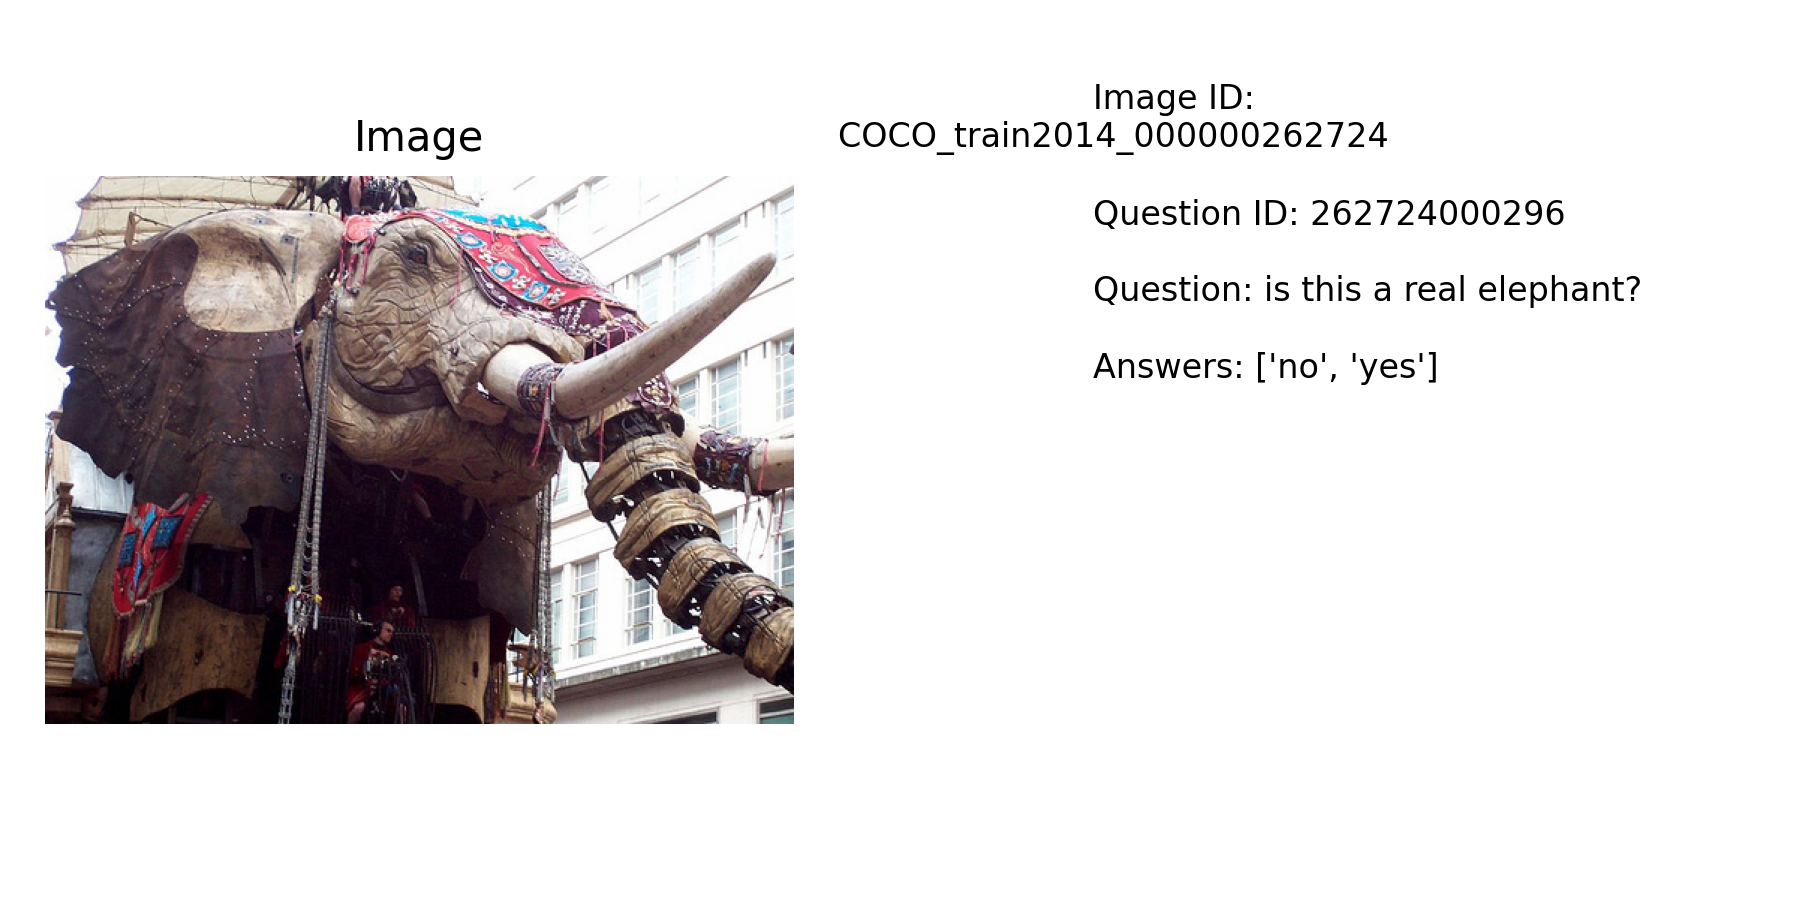 Image
Image ID:
COCO_train2014_000000262724
Question ID: 262724000296
Question: is this a real elephant?
Answers: ['no', 'yes']